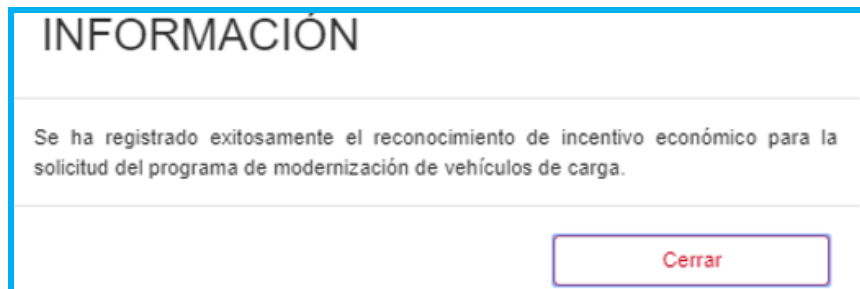 INFORMACIÓN
Se ha registrado exitosamente el reconocimiento de incentivo económico para la
solicitud del programa de modernización de vehículos de carga.
Cerrar